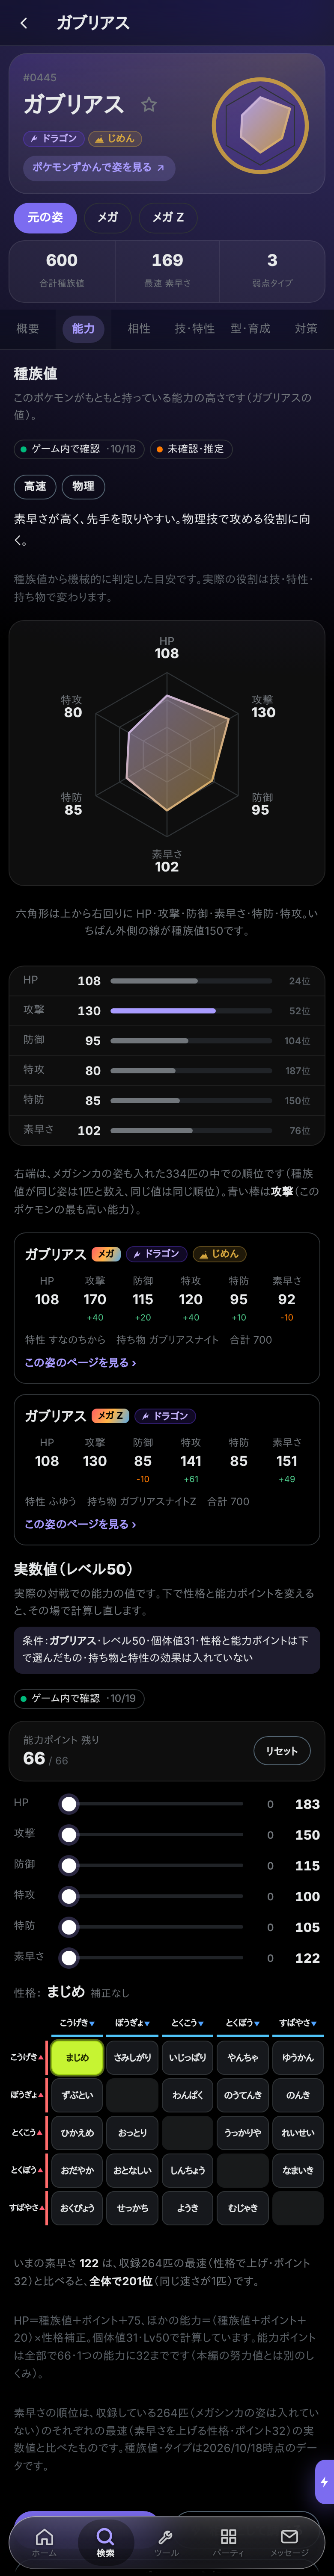 ガブリアス
#0445
ガブリアス
ドラゴン
じめん
ポケモンずかんで姿を見る
元の姿
メガ
メガ Z
600
合計種族値
169
最速 素早さ
3
弱点タイプ
概要
能力
相性
技・特性
型・育成
対策
種族値
このポケモンがもともと持っている能力の高さです（ガブリアスの
値）。
ゲーム内で確認 ・10/18
未確認・推定
高速
物理
素早さが高く、先手を取りやすい。物理技で攻める役割に向
く。
種族値から機械的に判定した目安です。実際の役割は技・特性・
持ち物で変わります。
HP
108
特攻
80
攻撃
130
特防
85
防御
95
素早さ
102
六角形は上から右回りに HP・攻撃・防御・素早さ・特防・特攻。い
ちばん外側の線が種族値150です。
HP 108 24位
攻撃 130 52位
防御 95 104位
特攻 80 187位
特防 85 150位
素早さ 102 76位
右端は、メガシンカの姿も入れた334匹の中での順位です（種族
値が同じ姿は1匹と数え、同じ値は同じ順位）。青い棒は攻撃（この
ポケモンの最も高い能力）。
ガブリアス メガ ドラゴン じめん
HP 攻撃 防御 特攻 特防 素早さ
108 170 115 120 95 92
+40 +20 +40 +10 -10
特性 すなのちから 持ち物 ガブリアスナイト 合計 700
この姿のページを見る ›
ガブリアス メガ Z ドラゴン
HP 攻撃 防御 特攻 特防 素早さ
108 130 85 141 85 151
-10 +61 +49
特性 ふゆう 持ち物 ガブリアスナイトZ 合計 700
この姿のページを見る ›
実数値（レベル50）
実際の対戦での能力の値です。下で性格と能力ポイントを変える
と、その場で計算し直します。
条件：ガブリアス・レベル50・個体値31・性格と能力ポイントは下
で選んだもの・持ち物と特性の効果は入れていない
ゲーム内で確認 ・10/19
能力ポイント 残り
66 / 66
リセット
HP 0 183
攻撃 0 150
防御 0 115
特攻 0 100
特防 0 105
素早さ 0 122
性格： まじめ 補正なし
こうげき▼ ぼうぎょ▼ とくこう▼ とくぼう▼ すばやさ▼
こうげき▲ まじめ さみしがり いじっぱり やんちゃ ゆうかん
ぼうぎょ▲ ずぶとい わんぱく のうてんき のんき
とくこう▲ ひかえめ おっとり うっかりや れいせい
とくぼう▲ おだやか おとなしい しんちょう なまいき
すばやさ▲ おくびょう せっかち ようき むじゃき
いまの素早さ 122 は、収録264匹の最速（性格で上げ・ポイント
32）と比べると、全体で201位（同じ速さが1匹）です。
HP＝種族値＋ポイント＋75、ほかの能力＝（種族値＋ポイント＋
20）×性格補正。個体値31・Lv50で計算しています。能力ポイント
は全部で66・1つの能力に32までです（本編の努力値とは別のし
くみ）。
素早さの順位は、収録している264匹（メガシンカの姿は入れてい
ない）のそれぞれの最速（素早さを上げる性格・ポイント32）の実
数値と比べたものです。種族値・タイプは2026/10/18時点のデー
タです。
ホーム
検索
ツール
パーティ
メッセージ